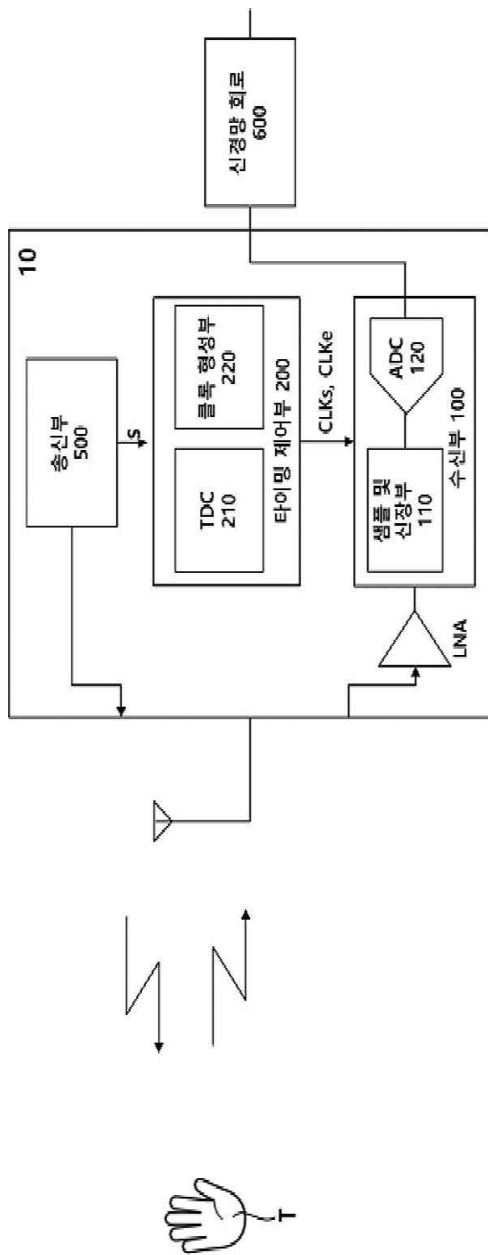 10
송신부
500
S
TDC
210
클록 형성부
220
타이밍 제어부 200
CLKs, CLKe
샘플 및
신장부
110
ADC
120
수신부 100
LNA
신경망 회로
600
T